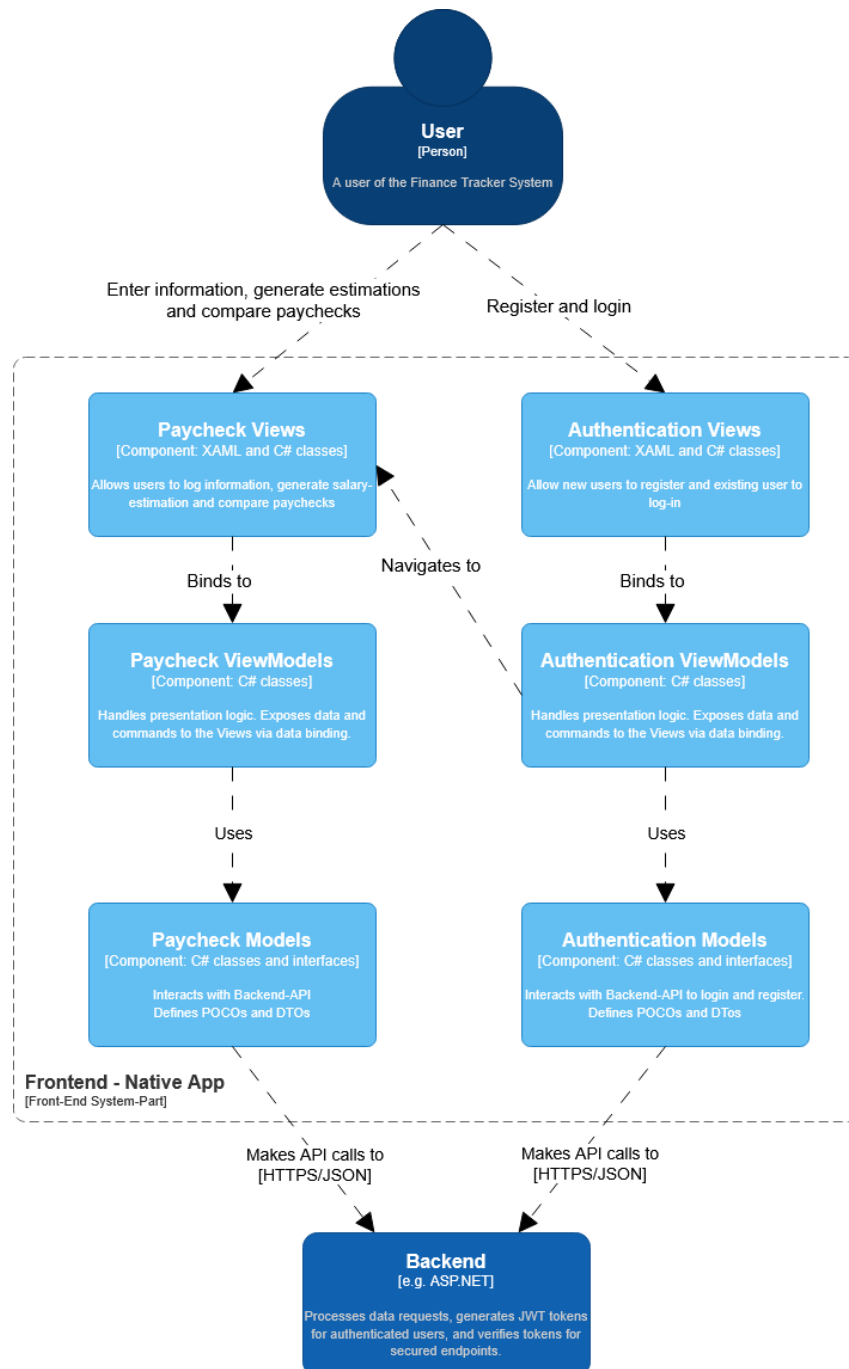 User
[Person]
A user of the Finance Tracker System
Enter information, generate estimations
and compare paychecks
Register and login
Paycheck Views
[Component: XAML and C# classes]
Allows users to log information, generate salary-
estimation and compare paychecks
Authentication Views
[Component: XAML and C# classes]
Allow new users to register and existing user to
log-in
Binds to
Navigates to
Binds to
Paycheck ViewModels
[Component: C# classes]
Handles presentation logic. Exposes data and
commands to the Views via data binding.
Authentication ViewModels
[Component: C# classes]
Handles presentation logic. Exposes data and
commands to the Views via data binding.
Uses
Uses
Paycheck Models
[Component: C# classes and interfaces]
Interacts with Backend-API
Defines POCOs and DTOs
Authentication Models
[Component: C# classes and interfaces]
Interacts with Backend-API to login and register.
Defines POCOs and DTos
Frontend - Native App
[Front-End System-Part]
Makes API calls to
[HTTPS/JSON]
Makes API calls to
[HTTPS/JSON]
Backend
[e.g. ASP.NET]
Processes data requests, generates JWT tokens
for authenticated users, and verifies tokens for
secured endpoints.